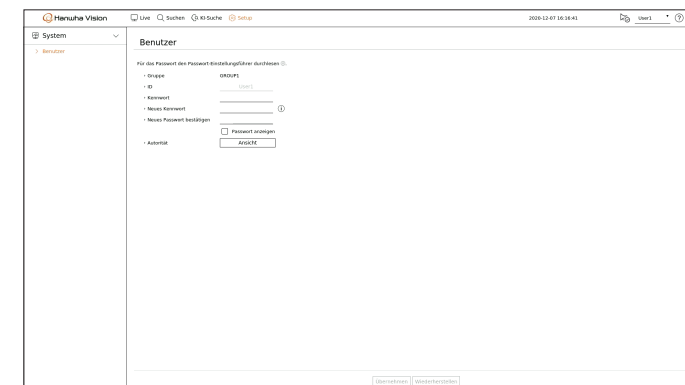 Hanwha Vision Live Suchen KI-Suche Setup 2020-12-07 16:16:41 User1
System
Benutzer
Benutzer
Für das Passwort den Passwort-Einstellungsführer durchlesen
• Gruppe GROUP1
• ID User1
• Kennwort
• Neues Kennwort
• Neues Passwort bestätigen
Passwort anzeigen
• Autorität Ansicht
Übernehmen Wiederherstellen